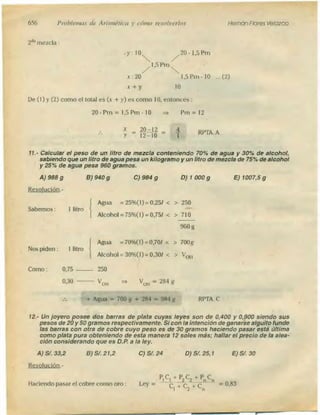 656 Problemas de Aritmética y cómo resolverlos Hernán Flores Velazco
2da mezcla :
y : 10 20 - 1,5 Pm
1,5 Pm
x : 20 1,5 Pm - 10 ... (2)
x + y 10
De (1) y (2) como el total es (x + y) es como 10, entonces :
20 - Pm = 1,5 Pm - 10 ⇒ Pm = 12
∴ x/y = (20-12)/(12-10) = 4/1 RPTA. A
11.- Calcular el peso de un litro de mezcla conteniendo 70% de agua y 30% de alcohol,
sabiendo que un litro de agua pesa un kilogramo y un litro de mezcla de 75% de alcohol
y 25% de agua pesa 960 gramos.
A) 988 g B) 940 g C) 984 g D) 1 000 g E) 1007,5 g
Resolución.-
Agua = 25%(1) = 0,25l < > 250
Sabemos : 1 litro
Alcohol = 75%(1) = 0,75l < > 710
960 g
Agua = 70%(1) = 0,70l < > 700 g
Nos piden : 1 litro
Alcohol = 30%(1) = 0,30l < > V OH
Como : 0,75 —— 250
0,30 —— V OH ⇒ V OH = 284 g
∴ + Agua = 700 g + 284 = 984 g RPTA. C
12.- Un joyero posee dos barras de plata cuyas leyes son de 0,400 y 0,900 siendo sus
pesos de 20 y 50 gramos respectivamente. Si con la intención de ganarse alguito funde
las barras con otra de cobre cuyo peso es de 30 gramos haciendo pasar esta última
como plata pura obteniendo de esta manera 12 soles más; hallar el precio de la alea-
ción considerando que es D.P. a la ley.
A) S/. 33,2 B) S/. 21,2 C) S/. 24 D) S/. 25,1 E) S/. 30
Resolución.-
Haciendo pasar el cobre como oro : Ley = (P₁C₁ + P₂C₂ + PₙCₙ)/(C₁ + C₂ + Cₙ) = 0,83